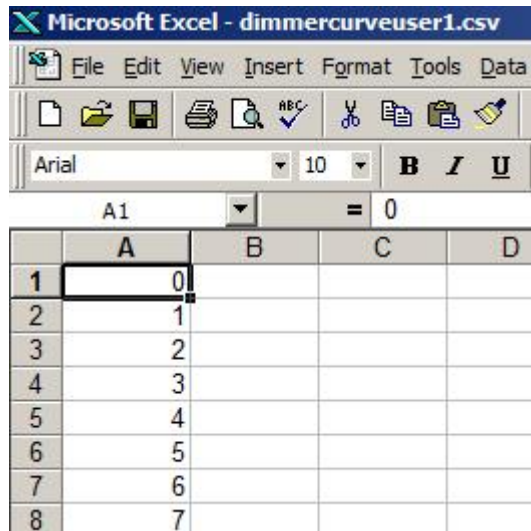 Microsoft Excel - dimmercurveuser1.csv
File Edit View Insert Format Tools Data
ABC
Arial 10 B I U
A1 = 0
A B C D
1 0
2 1
3 2
4 3
5 4
6 5
7 6
8 7